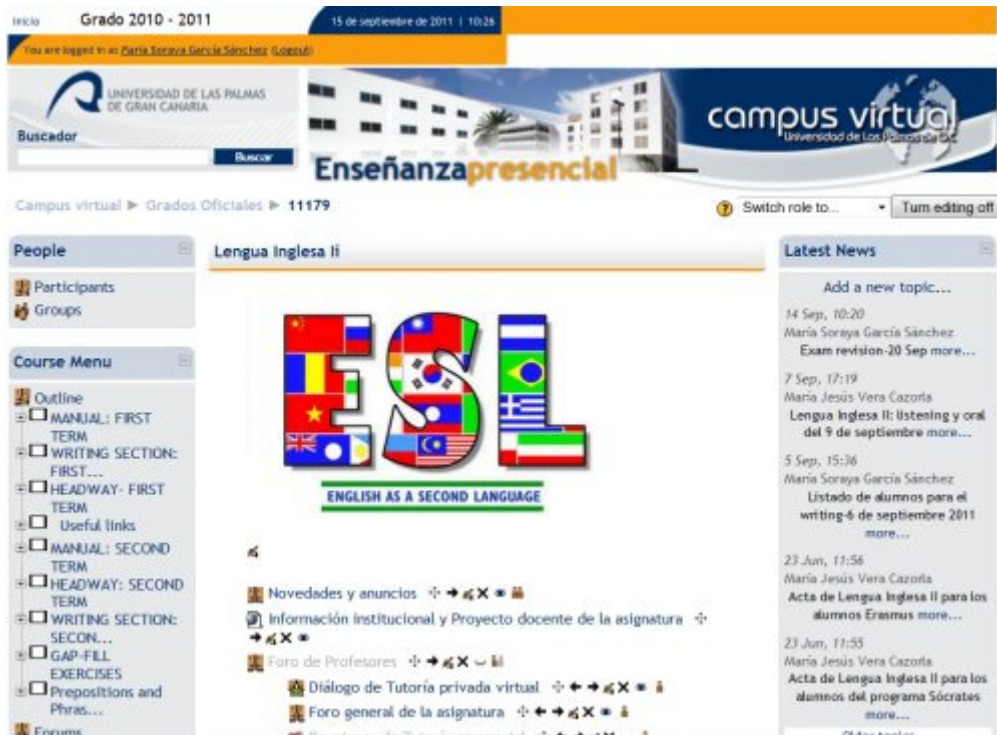 Inicio Grado 2010 - 2011 15 de septiembre de 2011 | 10:26
You are logged in as María Soraya García Sánchez (Logout)
UNIVERSIDAD DE LAS PALMAS
DE GRAN CANARIA
Buscador
Buscar
Enseñanzapresencial
campus virtual
Universidad de Las Palmas de G.C.
Campus virtual ► Grados Oficiales ► 11179
Switch role to...
Turn editing off
People
Participants
Groups
Course Menu
Outline
MANUAL: FIRST
TERM
WRITING SECTION:
FIRST...
HEADWAY- FIRST
TERM
Useful links
MANUAL: SECOND
TERM
HEADWAY: SECOND
TERM
WRITING SECTION:
SECON...
GAP-FILL
EXERCISES
Prepositions and
Phras...
Forums
Lengua Inglesa Ii
ESL
ENGLISH AS A SECOND LANGUAGE
Novedades y anuncios
Información institucional y Proyecto docente de la asignatura
Foro de Profesores
Diálogo de Tutoría privada virtual
Foro general de la asignatura
Latest News
Add a new topic...
14 Sep, 10:20
María Soraya García Sánchez
Exam revision-20 Sep more...
7 Sep, 17:19
María Jesús Vera Cazorla
Lengua Inglesa II: listening y oral
del 9 de septiembre more...
5 Sep, 15:36
María Soraya García Sánchez
Listado de alumnos para el
writing-6 de septiembre 2011
more...
23 Jun, 11:56
María Jesús Vera Cazorla
Acta de Lengua Inglesa II para los
alumnos Erasmus more...
23 Jun, 11:55
María Jesús Vera Cazorla
Acta de Lengua Inglesa II para los
alumnos del programa Sócrates
more...
Older topics